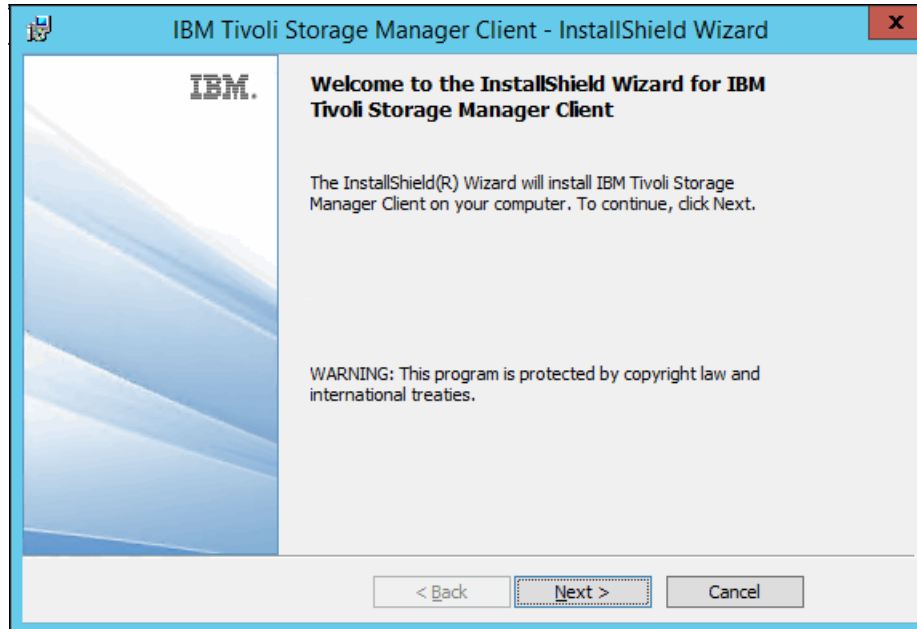 IBM Tivoli Storage Manager Client - InstallShield Wizard
x
IBM.
Welcome to the InstallShield Wizard for IBM
Tivoli Storage Manager Client
The InstallShield(R) Wizard will install IBM Tivoli Storage
Manager Client on your computer. To continue, click Next.
WARNING: This program is protected by copyright law and
international treaties.
< Back
Next >
Cancel